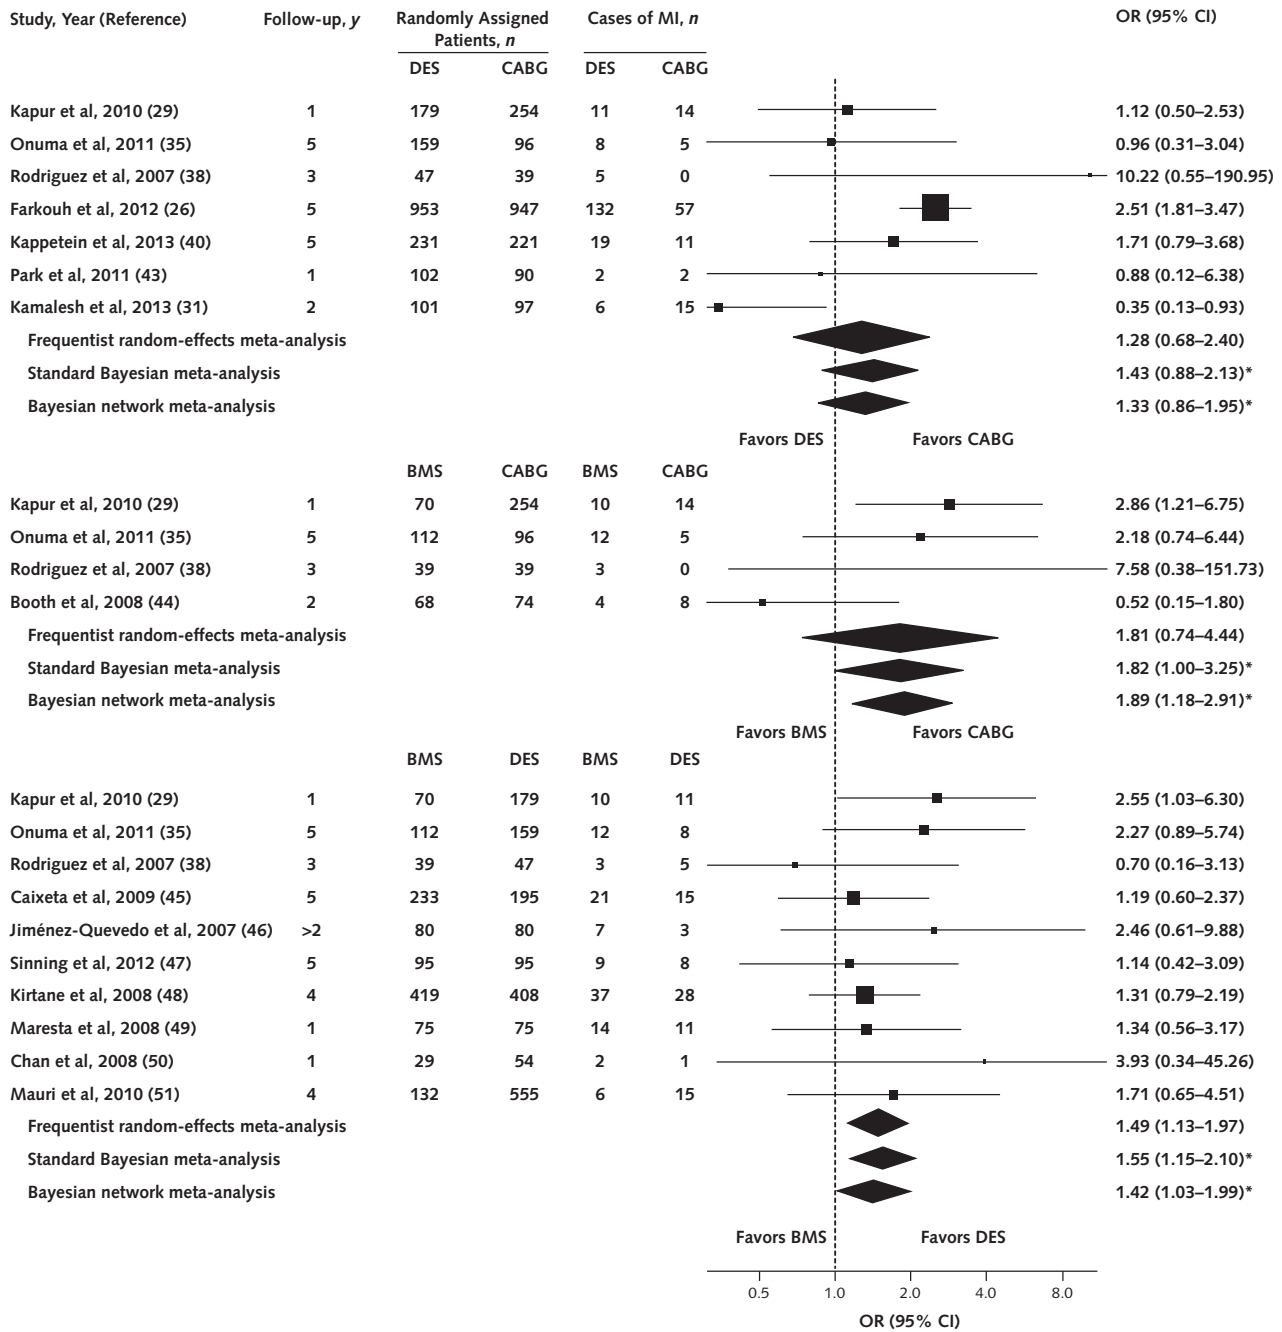 Study, Year (Reference) Follow-up, y Randomly Assigned Patients, n Cases of MI, n OR (95% CI)
DES CABG DES CABG
Kapur et al, 2010 (29) 1 179 254 11 14 1.12 (0.50–2.53)
Onuma et al, 2011 (35) 5 159 96 8 5 0.96 (0.31–3.04)
Rodriguez et al, 2007 (38) 3 47 39 5 0 10.22 (0.55–190.95)
Farkouh et al, 2012 (26) 5 953 947 132 57 2.51 (1.81–3.47)
Kappetein et al, 2013 (40) 5 231 221 19 11 1.71 (0.79–3.68)
Park et al, 2011 (43) 1 102 90 2 2 0.88 (0.12–6.38)
Kamalesh et al, 2013 (31) 2 101 97 6 15 0.35 (0.13–0.93)
Frequentist random-effects meta-analysis 1.28 (0.68–2.40)
Standard Bayesian meta-analysis 1.43 (0.88–2.13)*
Bayesian network meta-analysis 1.33 (0.86–1.95)*
Favors DES Favors CABG
BMS CABG BMS CABG
Kapur et al, 2010 (29) 1 70 254 10 14 2.86 (1.21–6.75)
Onuma et al, 2011 (35) 5 112 96 12 5 2.18 (0.74–6.44)
Rodriguez et al, 2007 (38) 3 39 39 3 0 7.58 (0.38–151.73)
Booth et al, 2008 (44) 2 68 74 4 8 0.52 (0.15–1.80)
Frequentist random-effects meta-analysis 1.81 (0.74–4.44)
Standard Bayesian meta-analysis 1.82 (1.00–3.25)*
Bayesian network meta-analysis 1.89 (1.18–2.91)*
Favors BMS Favors CABG
BMS DES BMS DES
Kapur et al, 2010 (29) 1 70 179 10 11 2.55 (1.03–6.30)
Onuma et al, 2011 (35) 5 112 159 12 8 2.27 (0.89–5.74)
Rodriguez et al, 2007 (38) 3 39 47 3 5 0.70 (0.16–3.13)
Caixeta et al, 2009 (45) 5 233 195 21 15 1.19 (0.60–2.37)
Jiménez-Quevedo et al, 2007 (46) >2 80 80 7 3 2.46 (0.61–9.88)
Sinning et al, 2012 (47) 5 95 95 9 8 1.14 (0.42–3.09)
Kirtane et al, 2008 (48) 4 419 408 37 28 1.31 (0.79–2.19)
Maresta et al, 2008 (49) 1 75 75 14 11 1.34 (0.56–3.17)
Chan et al, 2008 (50) 1 29 54 2 1 3.93 (0.34–45.26)
Mauri et al, 2010 (51) 4 132 555 6 15 1.71 (0.65–4.51)
Frequentist random-effects meta-analysis 1.49 (1.13–1.97)
Standard Bayesian meta-analysis 1.55 (1.15–2.10)*
Bayesian network meta-analysis 1.42 (1.03–1.99)*
Favors BMS Favors DES
0.5 1.0 2.0 4.0 8.0
OR (95% CI)